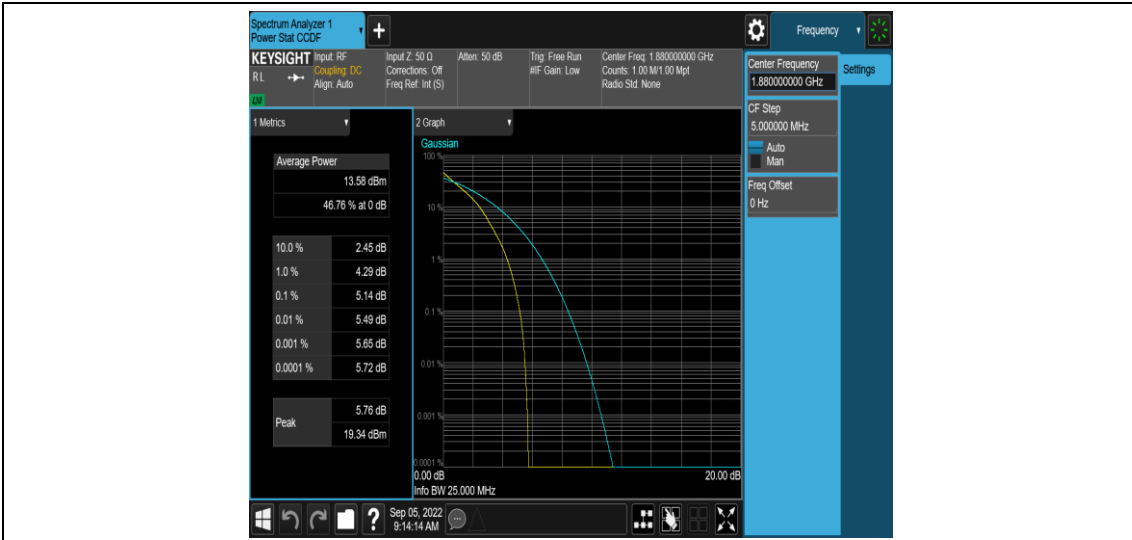 Spectrum Analyzer 1
Power Stat CCDF
+
Frequency
KEYSIGHT
RL
LXI
Input: RF
Coupling: DC
Align: Auto
Input Z: 50 Ω
Corrections: Off
Freq Ref: Int (S)
Atten: 50 dB
Trig: Free Run
#IF Gain: Low
Center Freq: 1.880000000 GHz
Counts: 1.00 M/1.00 Mpt
Radio Std: None
Center Frequency
1.880000000 GHz
Settings
CF Step
5.000000 MHz
Auto
Man
Freq Offset
0 Hz
1 Metrics
Average Power
13.58 dBm
46.76 % at 0 dB
10.0 % 2.45 dB
1.0 % 4.29 dB
0.1 % 5.14 dB
0.01 % 5.49 dB
0.001 % 5.65 dB
0.0001 % 5.72 dB
Peak
5.76 dB
19.34 dBm
2 Graph
Gaussian
100 %
10 %
1 %
0.1 %
0.01 %
0.001 %
0.0001 %
0.00 dB 20.00 dB
Info BW 25.000 MHz
?
Sep 05, 2022
9:14:14 AM